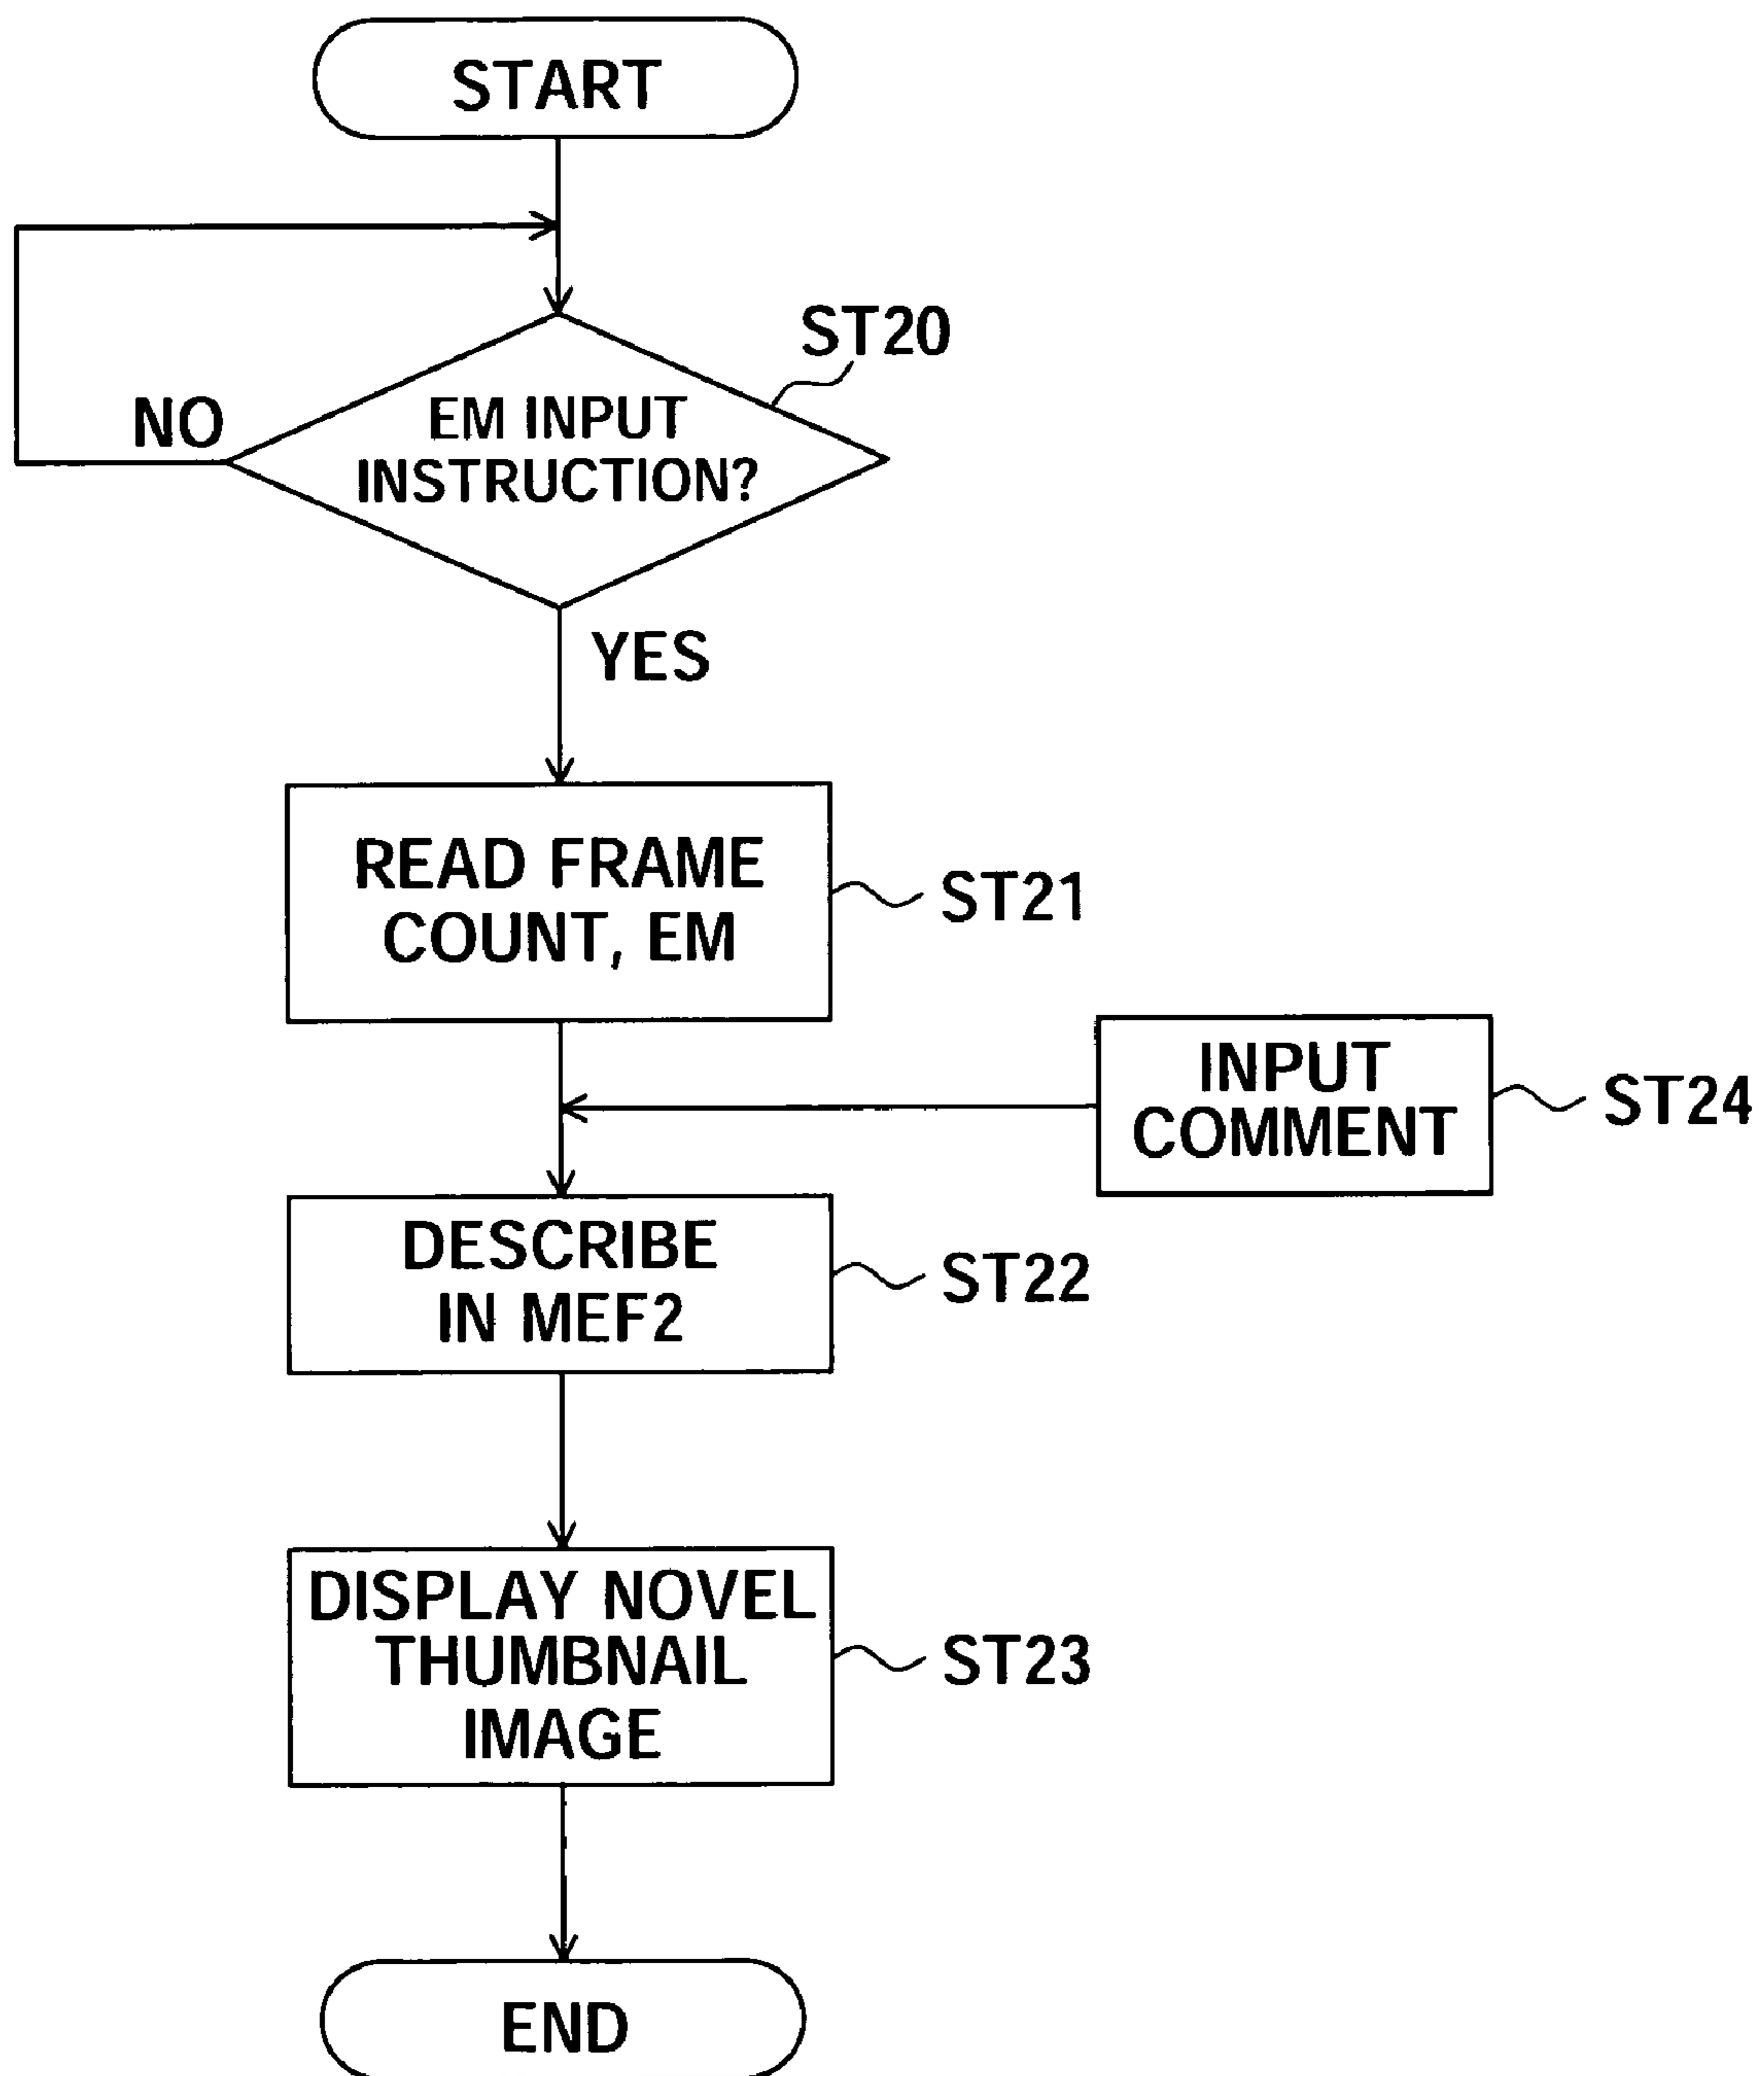 START
ST20
NO
EM INPUT
INSTRUCTION?
YES
READ FRAME
COUNT, EM
ST21
INPUT
COMMENT
ST24
DESCRIBE
IN MEF2
ST22
DISPLAY NOVEL
THUMBNAIL
IMAGE
ST23
END